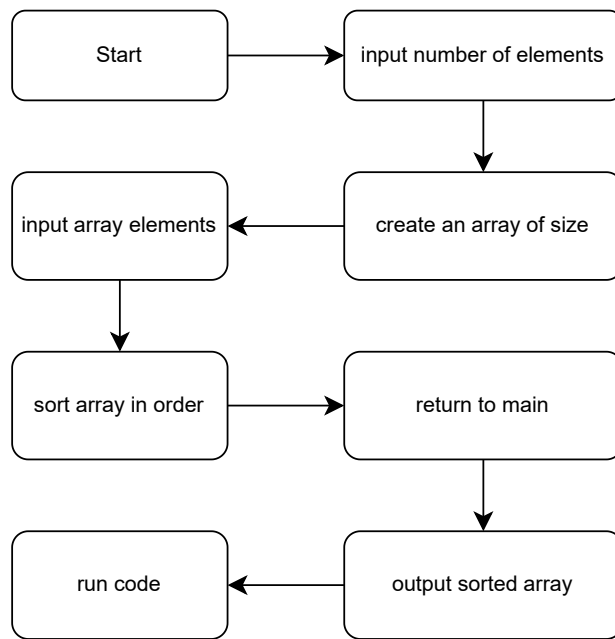 Start
input number of elements
create an array of size
input array elements
sort array in order
return to main
output sorted array
run code